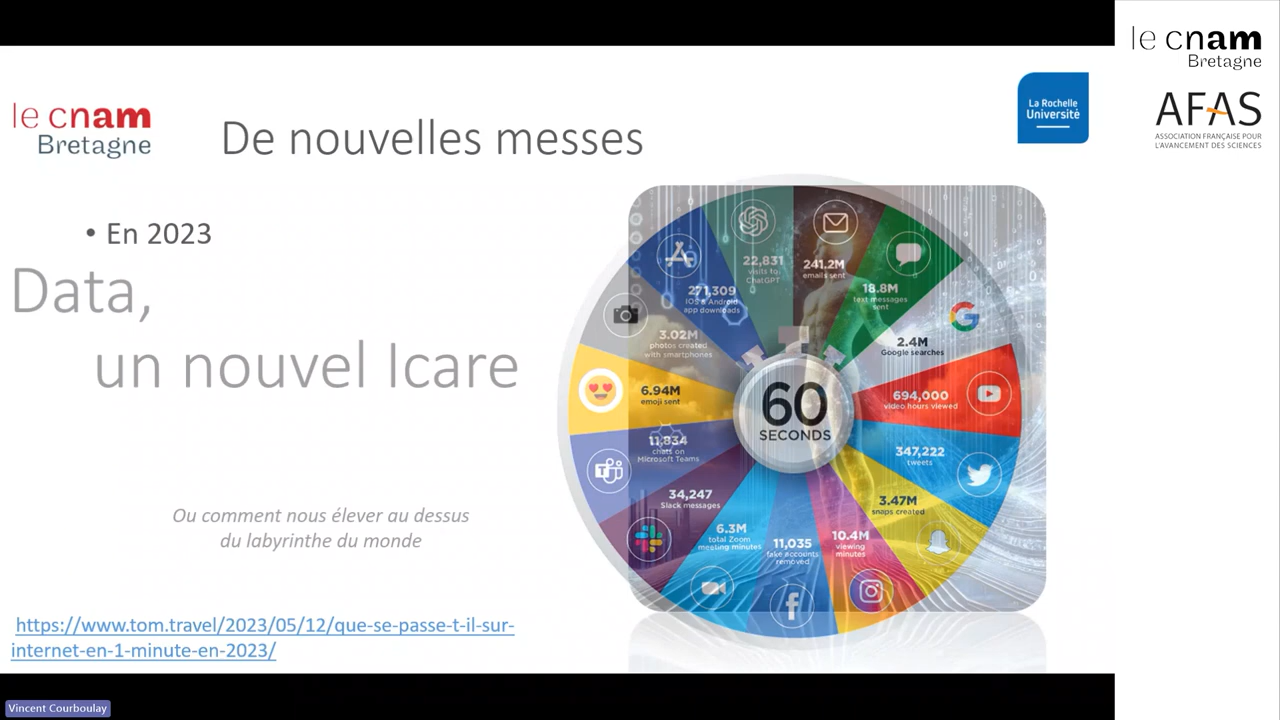 le cnam
Bretagne
De nouvelles messes
La Rochelle
Université
le cnam
Bretagne
AFAS
ASSOCIATION FRANÇAISE POUR
L'AVANCEMENT DES SCIENCES
• En 2023
Data,
un nouvel Icare
Ou comment nous élever au dessus
du labyrinthe du monde
https://www.tom.travel/2023/05/12/que-se-passe-t-il-sur-
internet-en-1-minute-en-2023/
60
SECONDS
22,831
visits to
ChatGPT
241.2M
emails sent
18.8M
text messages
sent
2.4M
Google searches
694,000
video hours viewed
347,222
tweets
3.47M
snaps created
10.4M
viewing
minutes
11,035
fake accounts
removed
6.3M
total Zoom
meeting minutes
34,247
Slack messages
11,834
chats on
Microsoft Teams
6.94M
emoji sent
3.02M
photos created
with smartphones
271,309
iOS & Android
app downloads
Vincent Courboulay